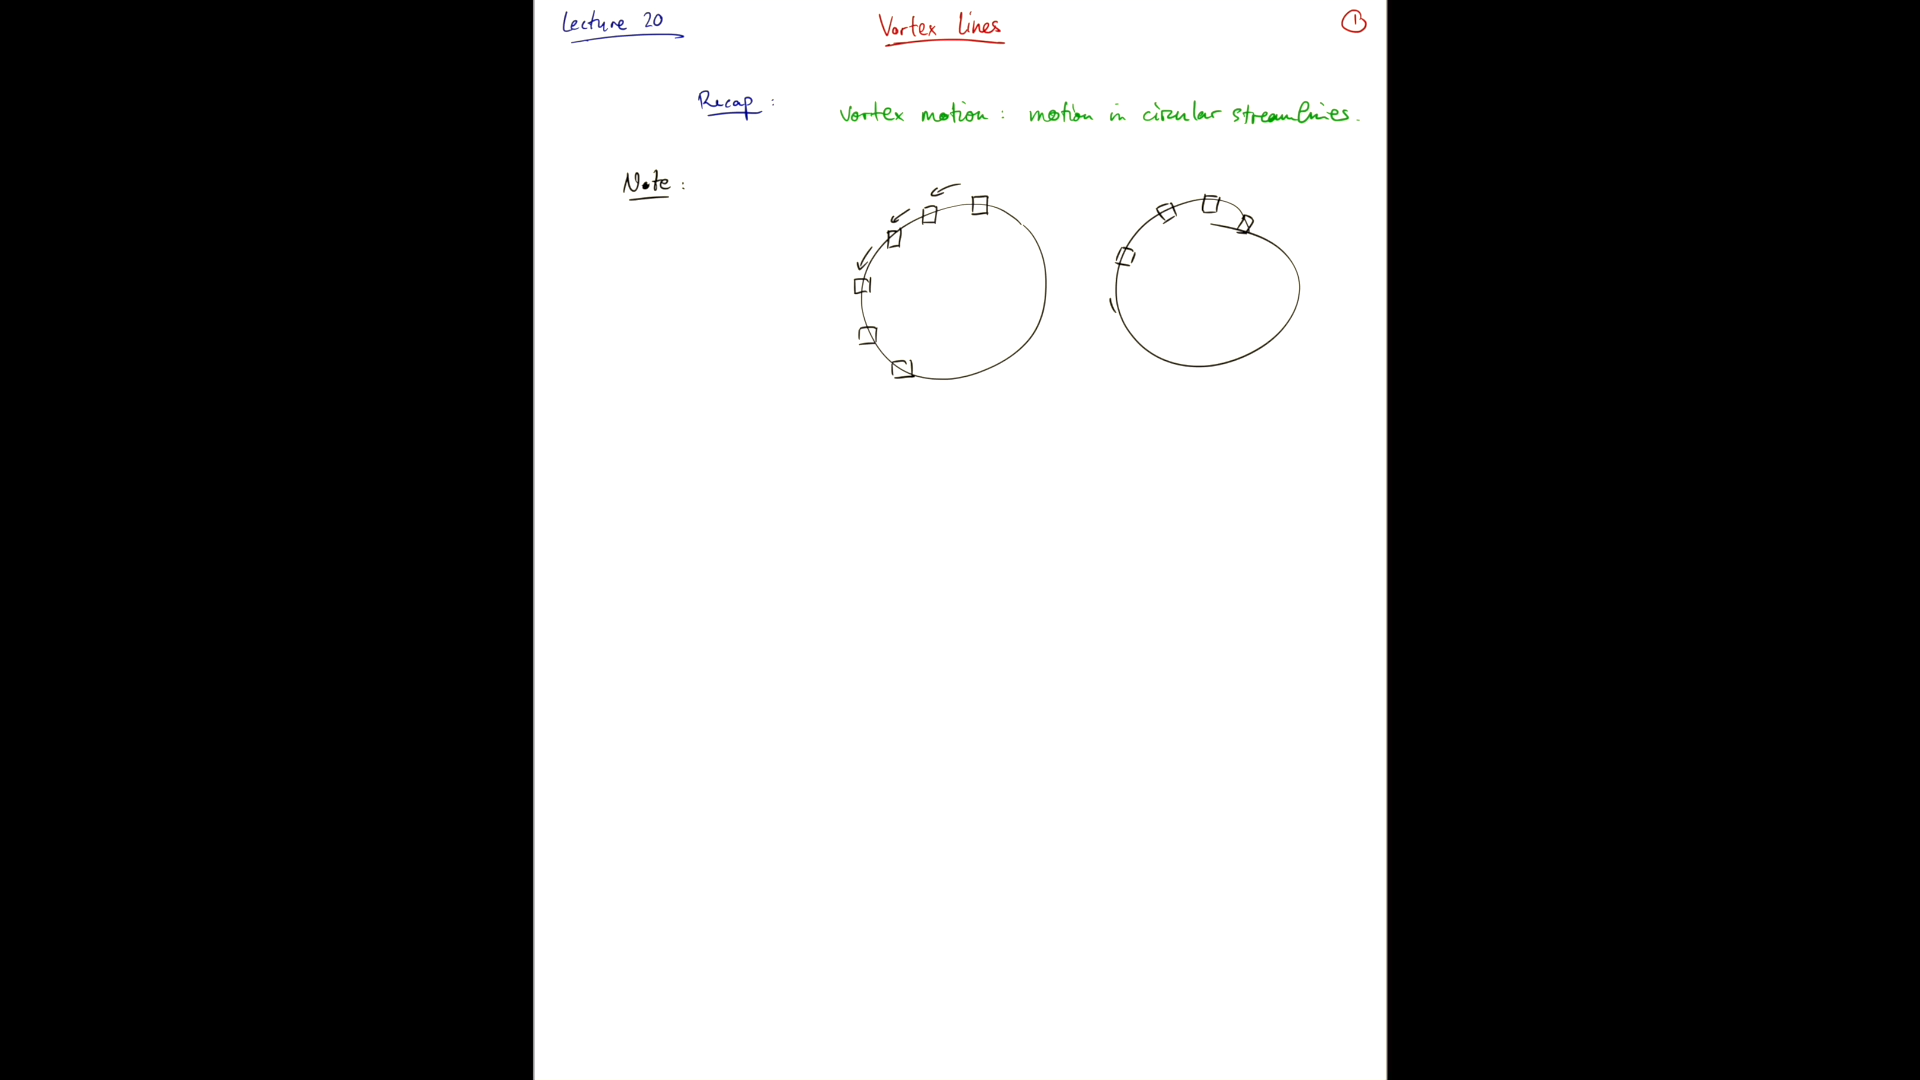 Lecture 20
Vortex Lines
1
Recap :
Vortex motion : motion in circular streamlines.
Note :